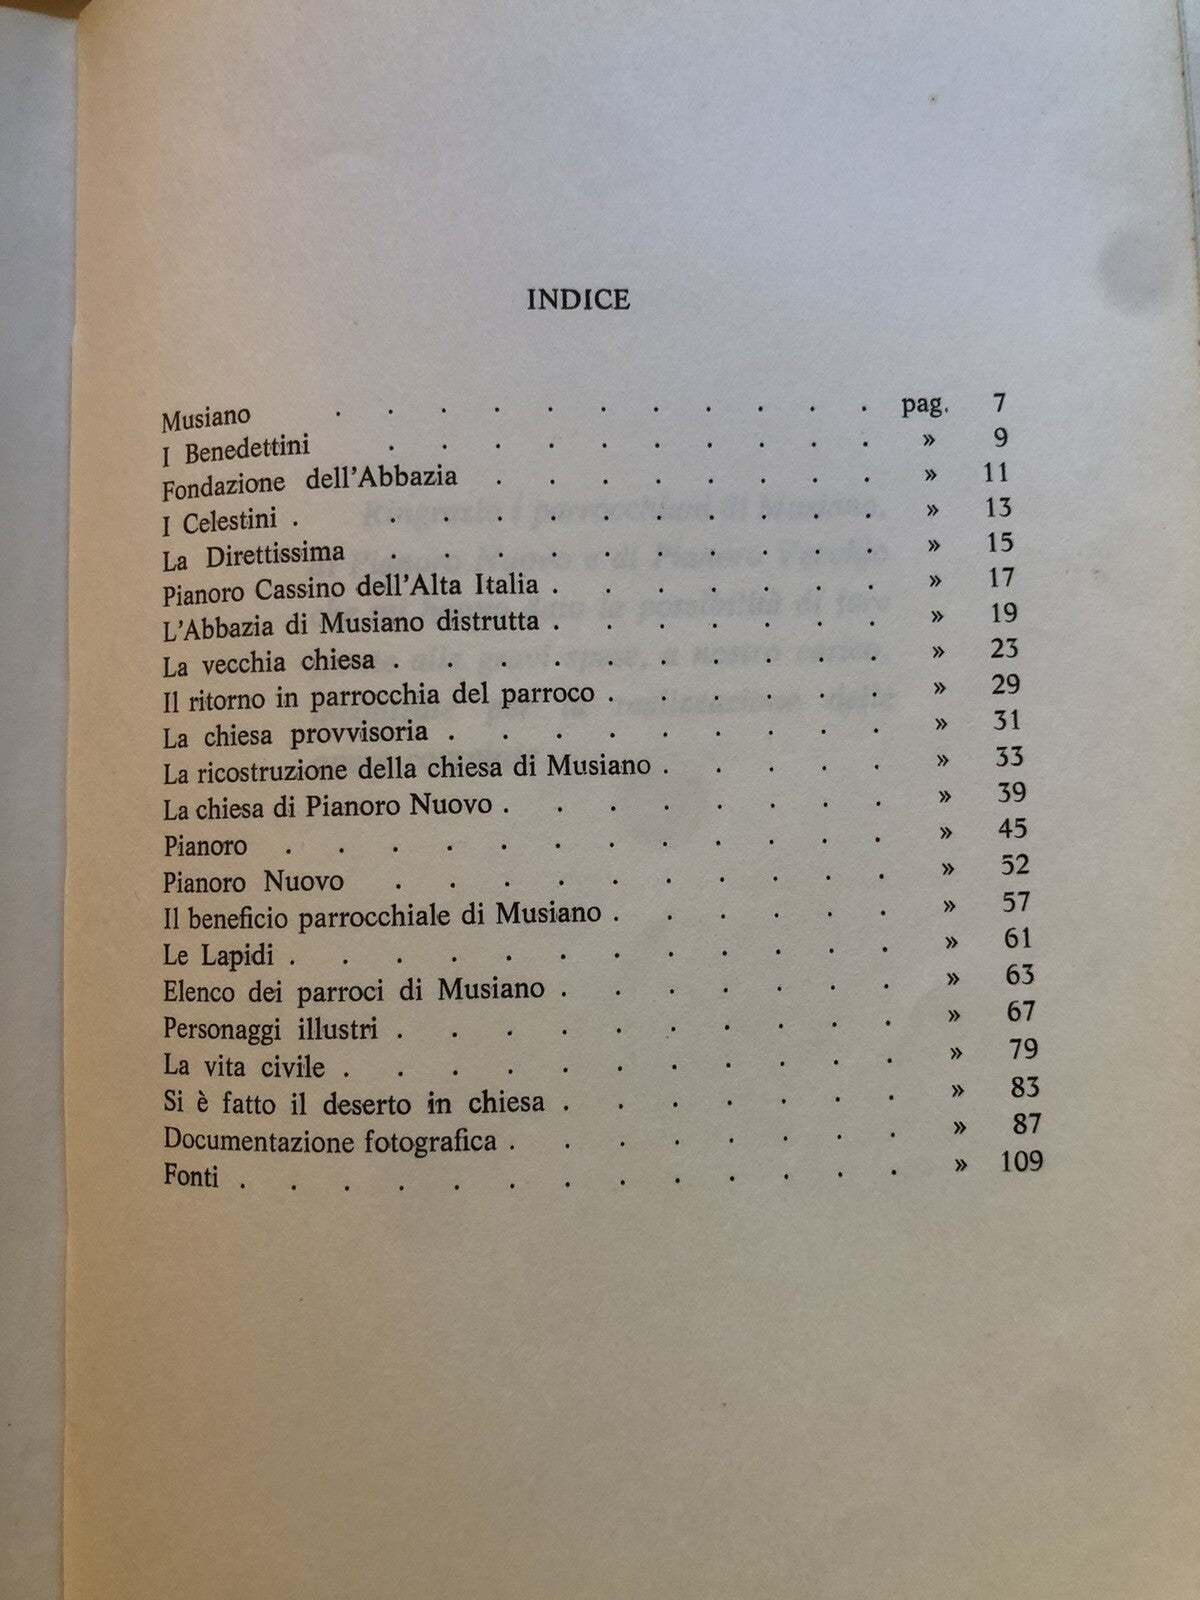 INDICE
Musiano . . . . . . . . . . . pag. 7
I Benedettini . . . . . . . . . . » 9
Fondazione dell'Abbazia . . . . . . . . » 11
I Celestini . . . . . . . . . . . » 13
La Direttissima . . . . . . . . . . » 15
Pianoro Cassino dell'Alta Italia . . . . . . . » 17
L'Abbazia di Musiano distrutta . . . . . . . » 19
La vecchia chiesa . . . . . . . . . . » 23
Il ritorno in parrocchia del parroco . . . . . . » 29
La chiesa provvisoria . . . . . . . . . » 31
La ricostruzione della chiesa di Musiano . . . . . » 33
La chiesa di Pianoro Nuovo . . . . . . . . » 39
Pianoro . . . . . . . . . . . . » 45
Pianoro Nuovo . . . . . . . . . . » 52
Il beneficio parrocchiale di Musiano . . . . . . » 57
Le Lapidi . . . . . . . . . . . . » 61
Elenco dei parroci di Musiano . . . . . . . » 63
Personaggi illustri . . . . . . . . . . » 67
La vita civile . . . . . . . . . . . » 79
Si è fatto il deserto in chiesa . . . . . . . » 83
Documentazione fotografica . . . . . . . . » 87
Fonti . . . . . . . . . . . . . » 109